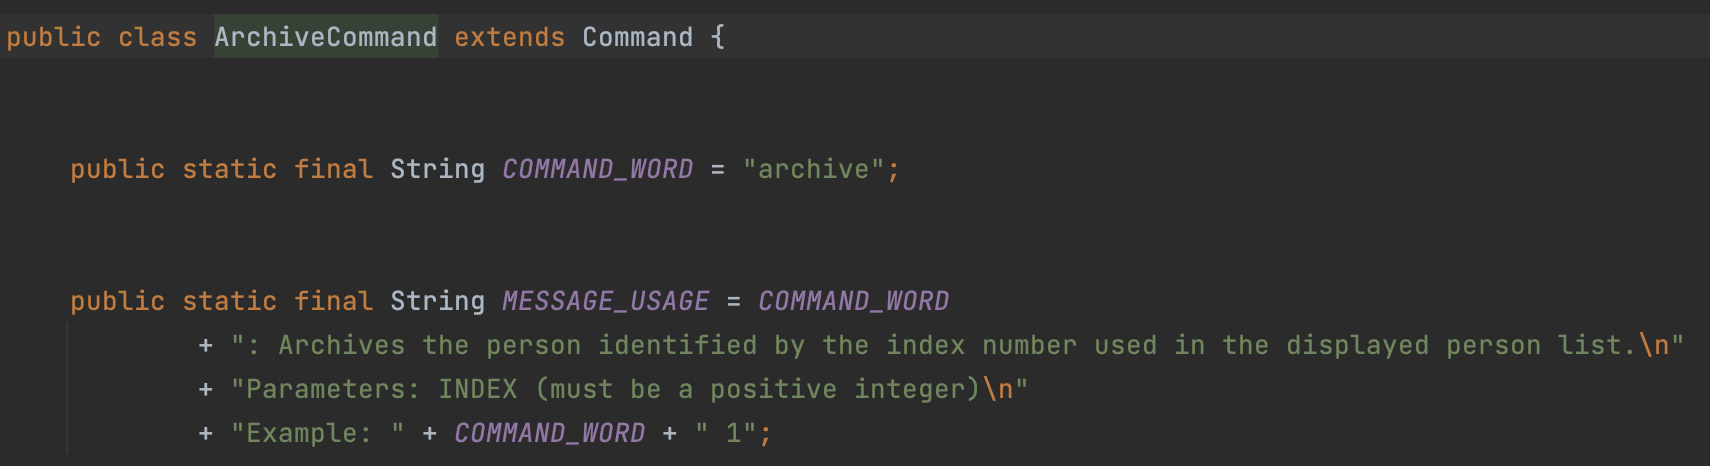 public class ArchiveCommand extends Command {
public static final String COMMAND_WORD = "archive";
public static final String MESSAGE_USAGE = COMMAND_WORD
+ ": Archives the person identified by the index number used in the displayed person list.\n"
+ "Parameters: INDEX (must be a positive integer)\n"
+ "Example: " + COMMAND_WORD + " 1";